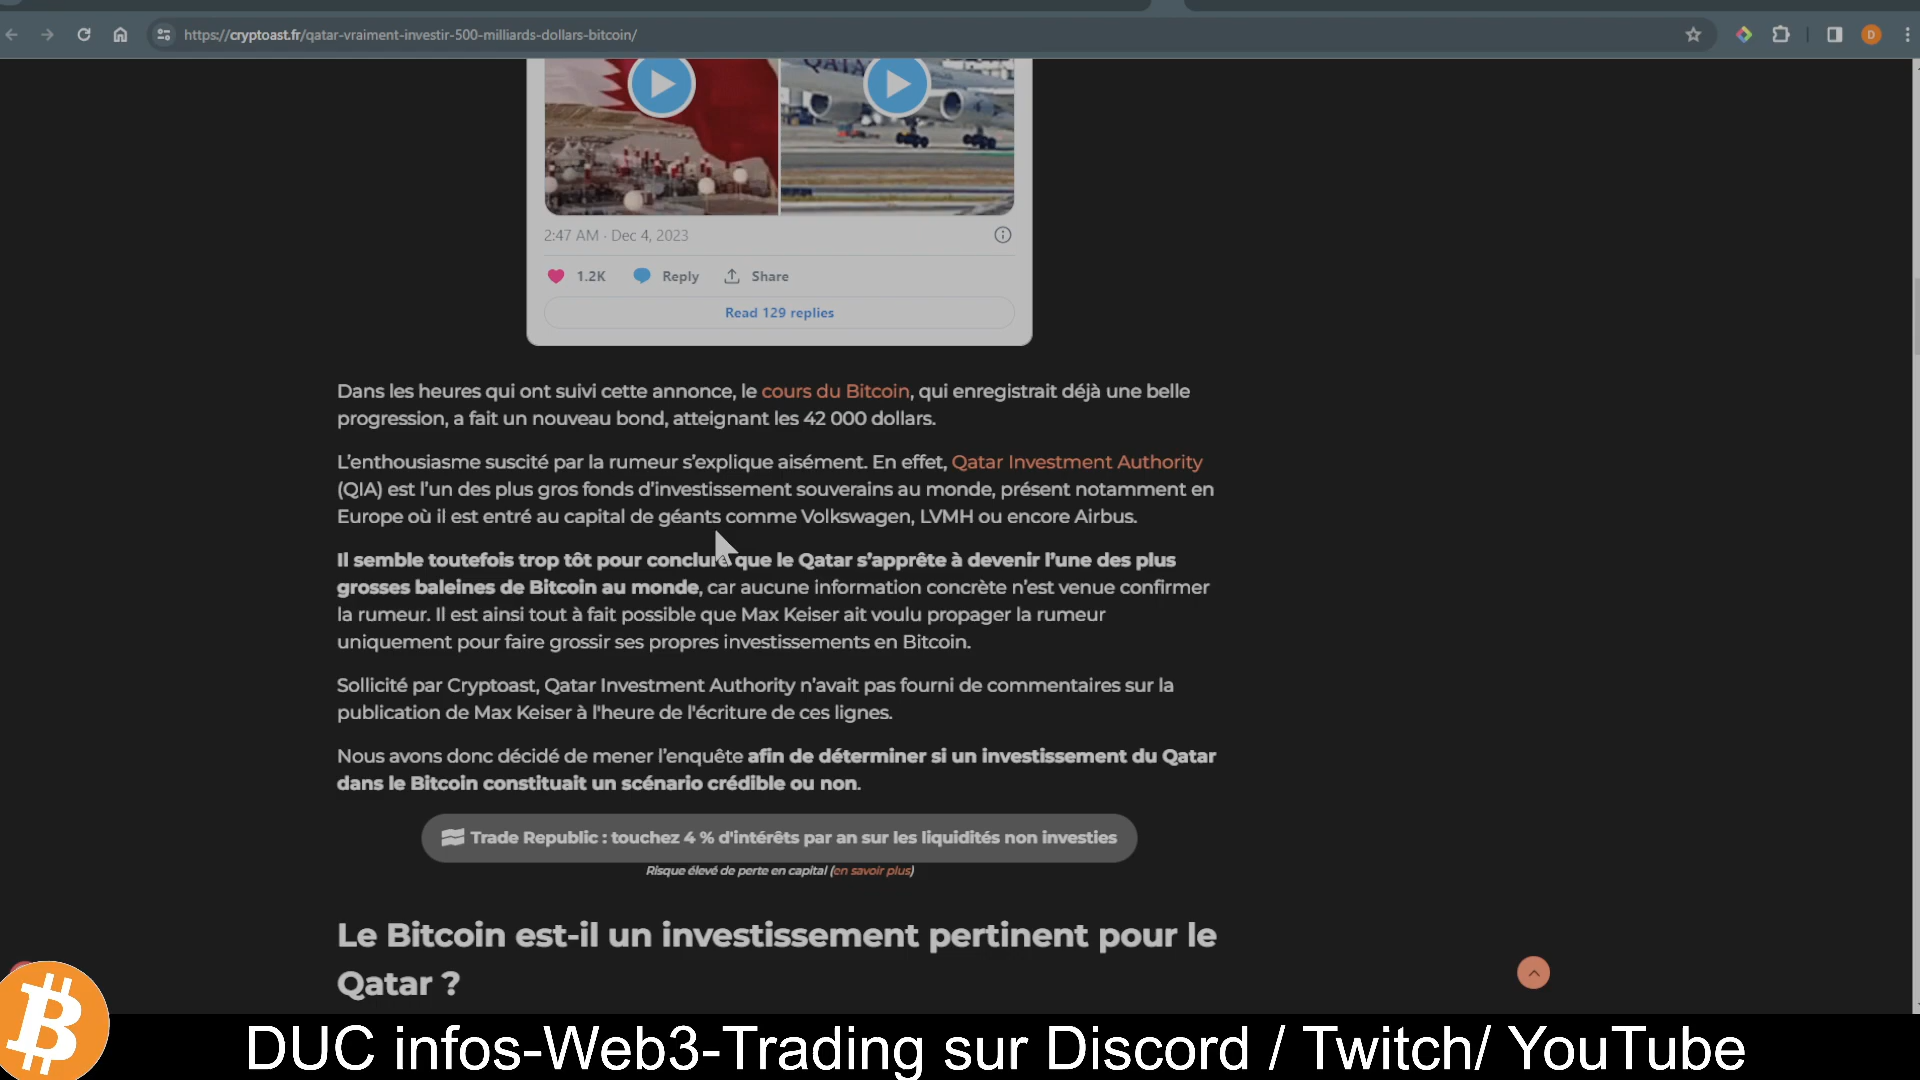 https://cryptoast.fr/qatar-vraiment-investir-500-milliards-dollars-bitcoin/
D
QATAR
2:47 AM · Dec 4, 2023
1.2K Reply Share
Read 129 replies
Dans les heures qui ont suivi cette annonce, le cours du Bitcoin, qui enregistrait déjà une belle
progression, a fait un nouveau bond, atteignant les 42 000 dollars.
L'enthousiasme suscité par la rumeur s'explique aisément. En effet, Qatar Investment Authority
(QIA) est l'un des plus gros fonds d'investissement souverains au monde, présent notamment en
Europe où il est entré au capital de géants comme Volkswagen, LVMH ou encore Airbus.
Il semble toutefois trop tôt pour conclure que le Qatar s'apprête à devenir l'une des plus
grosses baleines de Bitcoin au monde, car aucune information concrète n'est venue confirmer
la rumeur. Il est ainsi tout à fait possible que Max Keiser ait voulu propager la rumeur
uniquement pour faire grossir ses propres investissements en Bitcoin.
Sollicité par Cryptoast, Qatar Investment Authority n'avait pas fourni de commentaires sur la
publication de Max Keiser à l'heure de l'écriture de ces lignes.
Nous avons donc décidé de mener l'enquête afin de déterminer si un investissement du Qatar
dans le Bitcoin constituait un scénario crédible ou non.
Trade Republic : touchez 4 % d'intérêts par an sur les liquidités non investies
Risque élevé de perte en capital (en savoir plus)
Le Bitcoin est-il un investissement pertinent pour le
Qatar ?
DUC infos-Web3-Trading sur Discord / Twitch/ YouTube